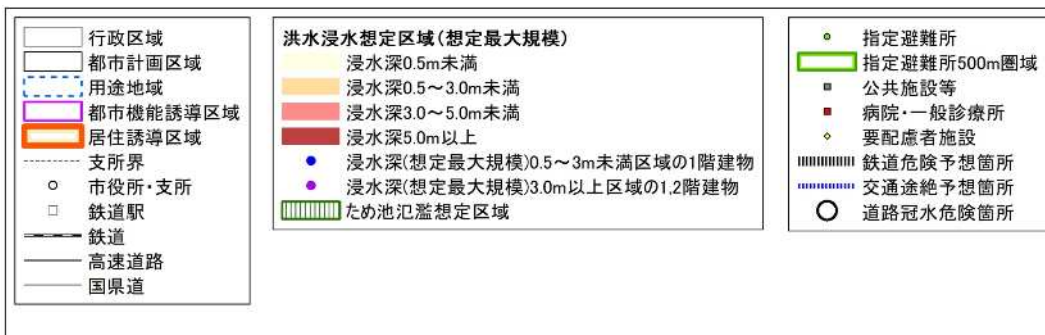 行政区域
都市計画区域
用途地域
都市機能誘導区域
居住誘導区域
支所界
市役所・支所
鉄道駅
鉄道
高速道路
国県道
洪水浸水想定区域(想定最大規模)
浸水深0.5m未満
浸水深0.5～3.0m未満
浸水深3.0～5.0m未満
浸水深5.0m以上
浸水深(想定最大規模)0.5～3m未満区域の1階建物
浸水深(想定最大規模)3.0m以上区域の1,2階建物
ため池氾濫想定区域
指定避難所
指定避難所500m圏域
公共施設等
病院・一般診療所
要配慮者施設
鉄道危険予想箇所
交通途絶予想箇所
道路冠水危険箇所